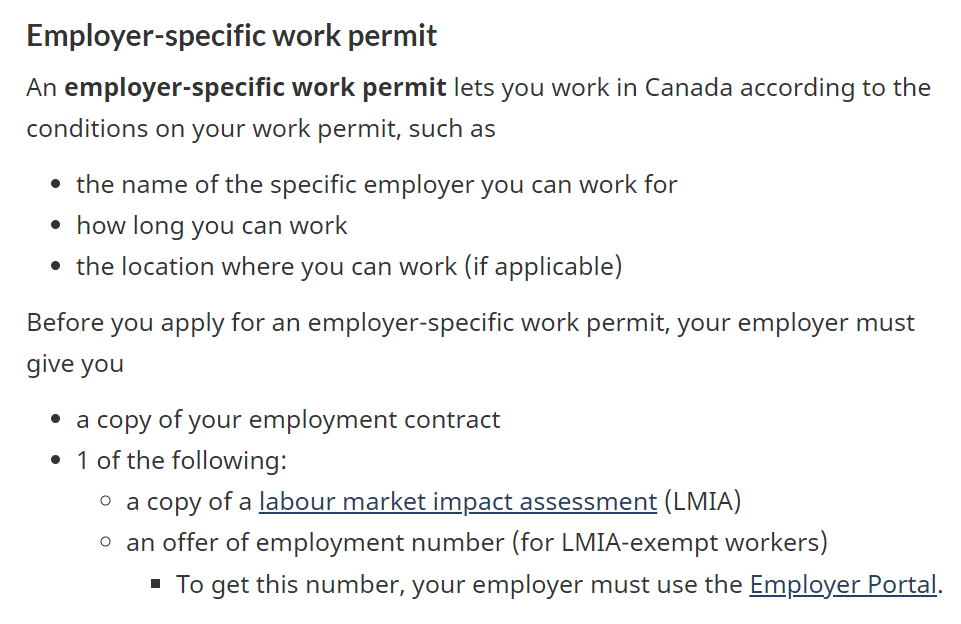 Employer-specific work permit
An employer-specific work permit lets you work in Canada according to the
conditions on your work permit, such as
• the name of the specific employer you can work for
• how long you can work
• the location where you can work (if applicable)
Before you apply for an employer-specific work permit, your employer must
give you
• a copy of your employment contract
• 1 of the following:
○ a copy of a labour market impact assessment (LMIA)
○ an offer of employment number (for LMIA-exempt workers)
▪ To get this number, your employer must use the Employer Portal.